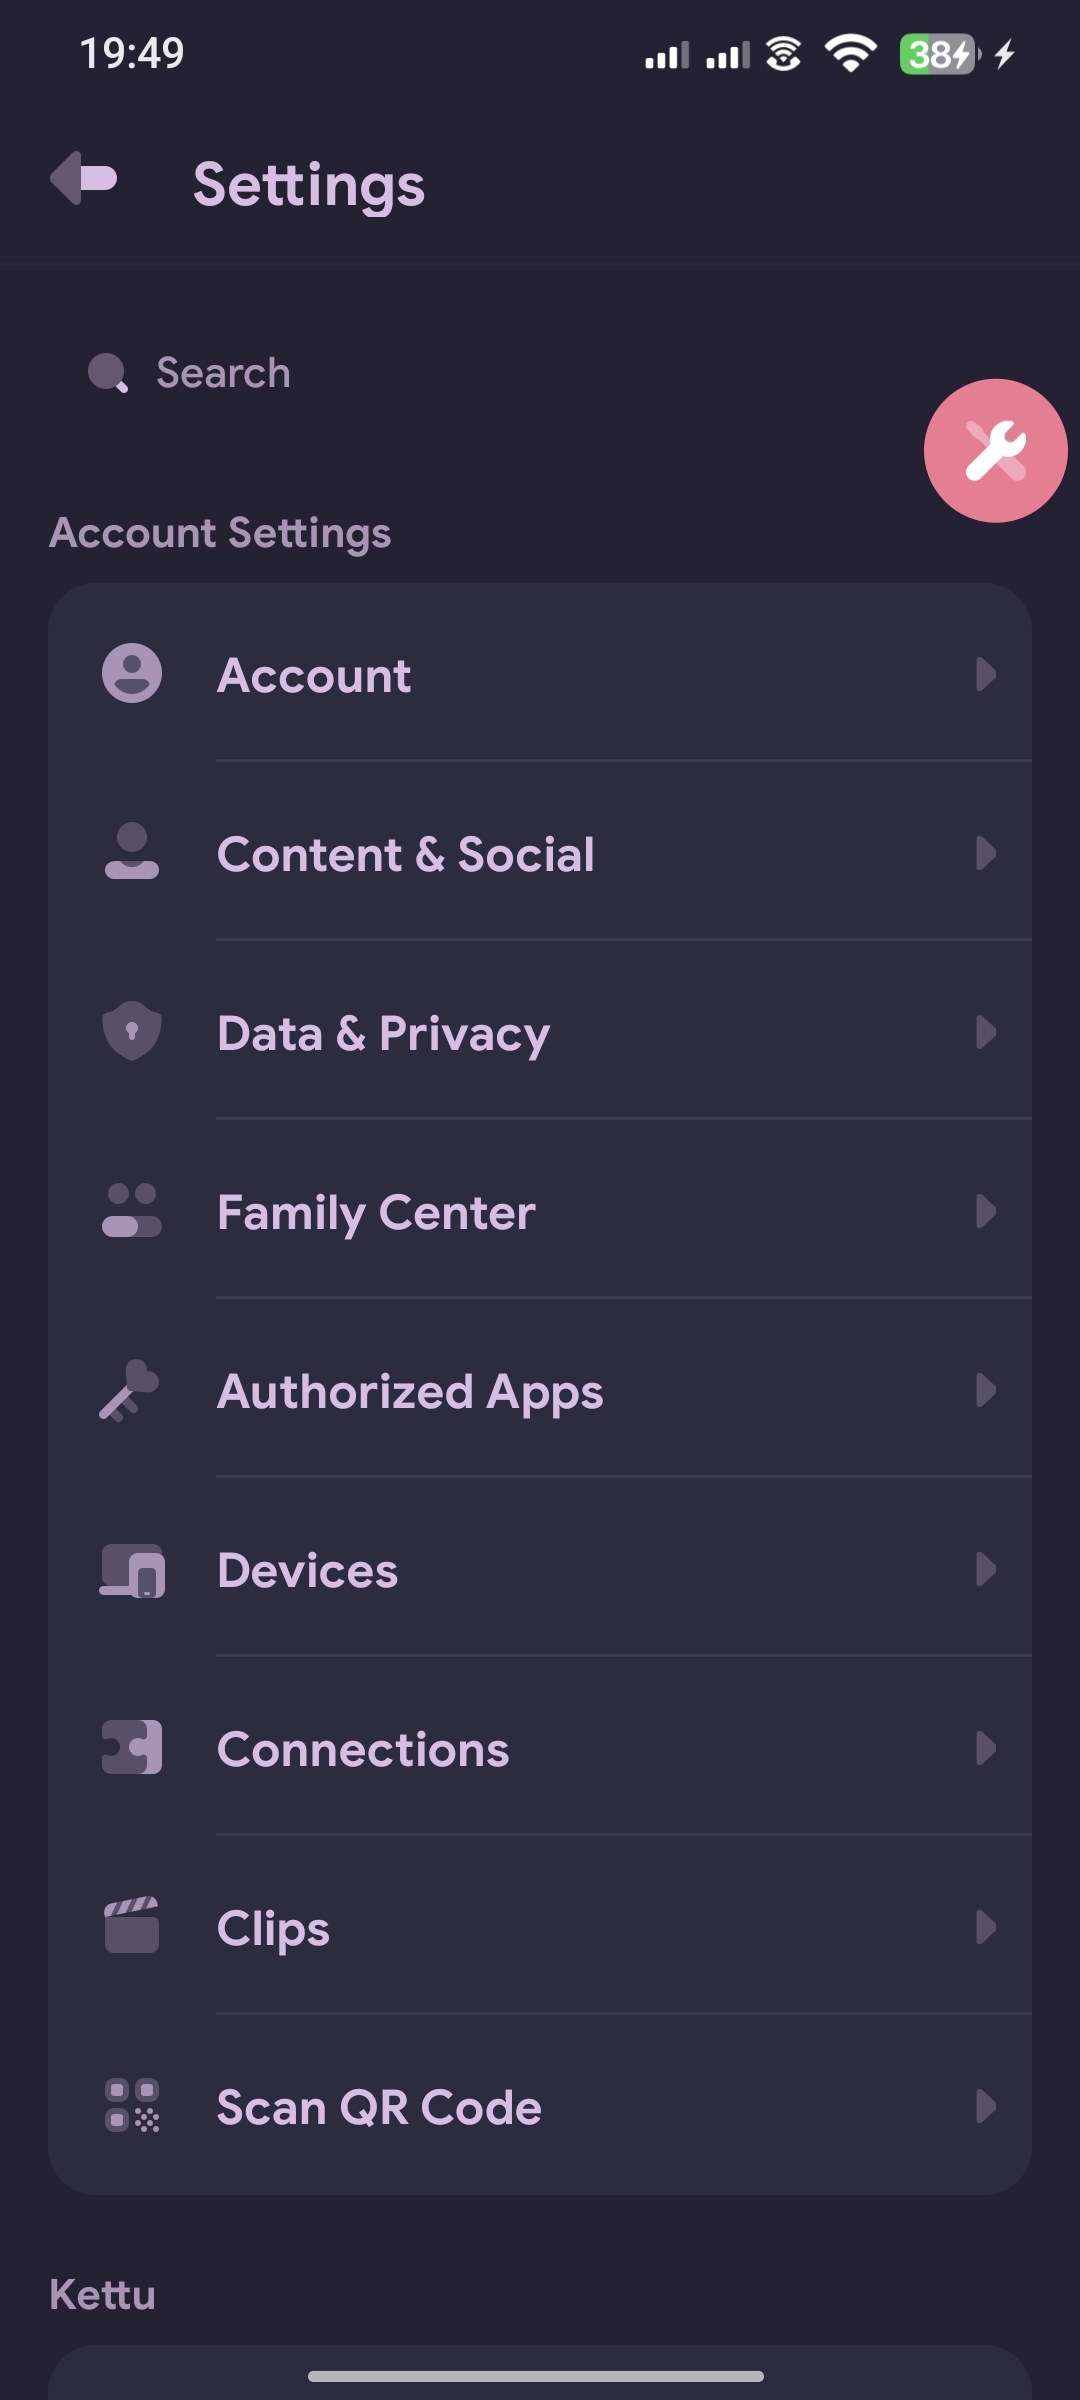 19:49
38
Settings
Search
Account Settings
Account
Content & Social
Data & Privacy
Family Center
Authorized Apps
Devices
Connections
Clips
Scan QR Code
Kettu